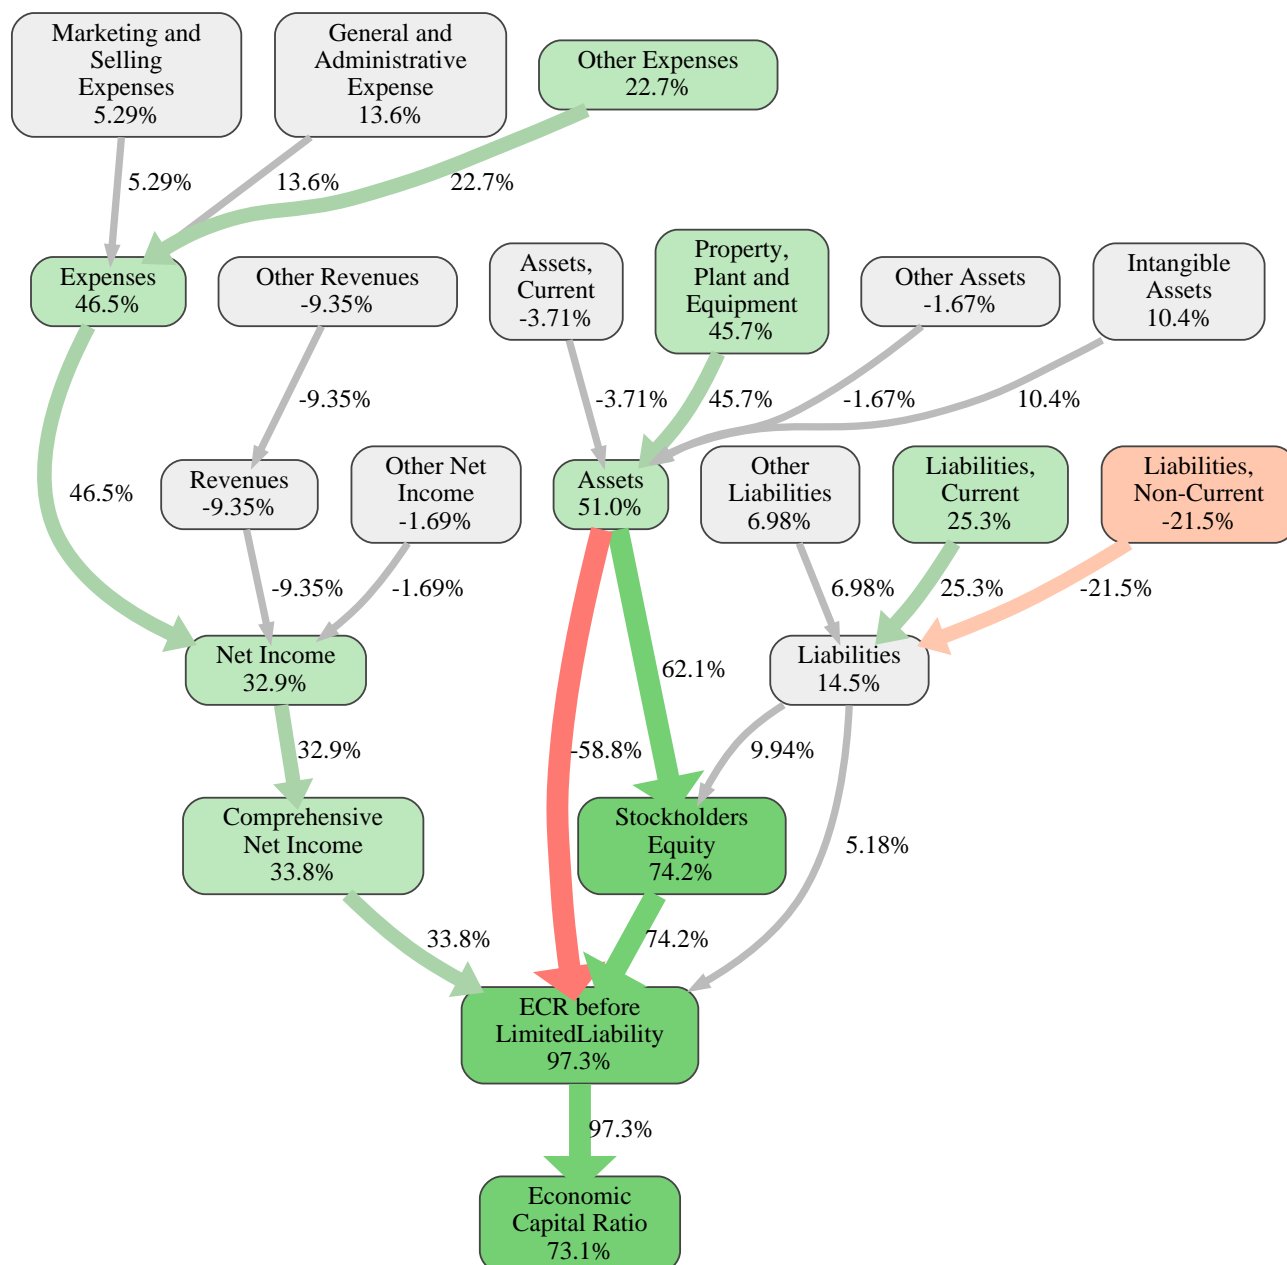 Marketing and
Selling
Expenses
5.29%
General and
Administrative
Expense
13.6%
Other Expenses
22.7%
5.29%
13.6%
22.7%
Expenses
46.5%
Other Revenues
-9.35%
Assets,
Current
-3.71%
Property,
Plant and
Equipment
45.7%
Other Assets
-1.67%
Intangible
Assets
10.4%
-9.35%
-3.71%
45.7%
-1.67%
10.4%
46.5%
Revenues
-9.35%
Other Net
Income
-1.69%
Assets
51.0%
Other
Liabilities
6.98%
Liabilities,
Current
25.3%
Liabilities,
Non-Current
-21.5%
-9.35%
-1.69%
6.98%
25.3%
-21.5%
Net Income
32.9%
62.1%
Liabilities
14.5%
32.9%
-58.8%
9.94%
Comprehensive
Net Income
33.8%
Stockholders
Equity
74.2%
5.18%
33.8%
74.2%
ECR before
LimitedLiability
97.3%
97.3%
Economic
Capital Ratio
73.1%